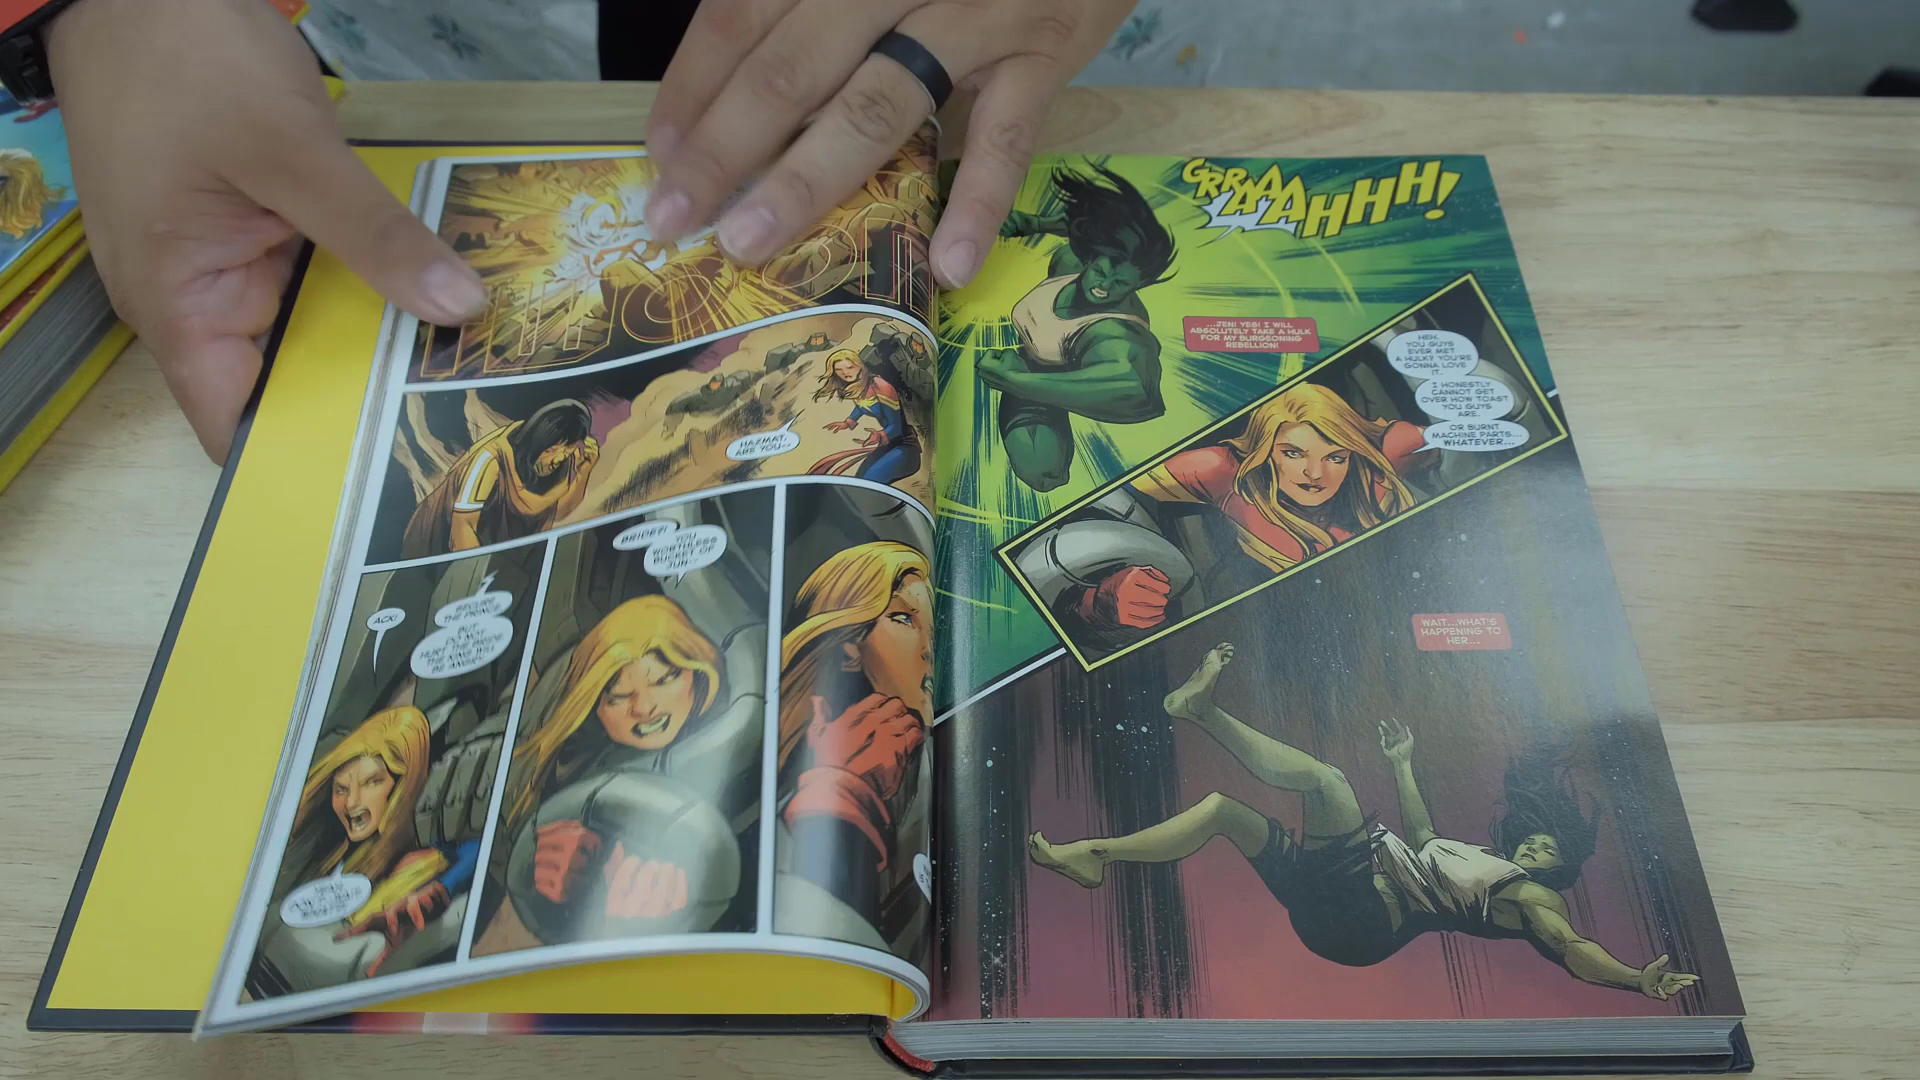 HAZMAT,
ARE YOU--
ACK!
SECURE
THE PRINCE.
BUT
DO NOT
HURT THE BRIDE.
THE KING WILL
BE ANGRY.
BRIDE?!
YOU
WORTHLESS
BUCKET OF
JUN--
GRRAAAAHHH!
...JEN! YES! I WILL
ABSOLUTELY TAKE A HULK
FOR MY BURGEONING
REBELLION!
HEH.
YOU GUYS
EVER MET
A HULK? YOU'RE
GONNA LOVE
IT.
I HONESTLY
CANNOT GET
OVER HOW TOAST
YOU GUYS
ARE.
OR BURNT
MACHINE PARTS...
WHATEVER...
WAIT...WHAT'S
HAPPENING TO
HER...